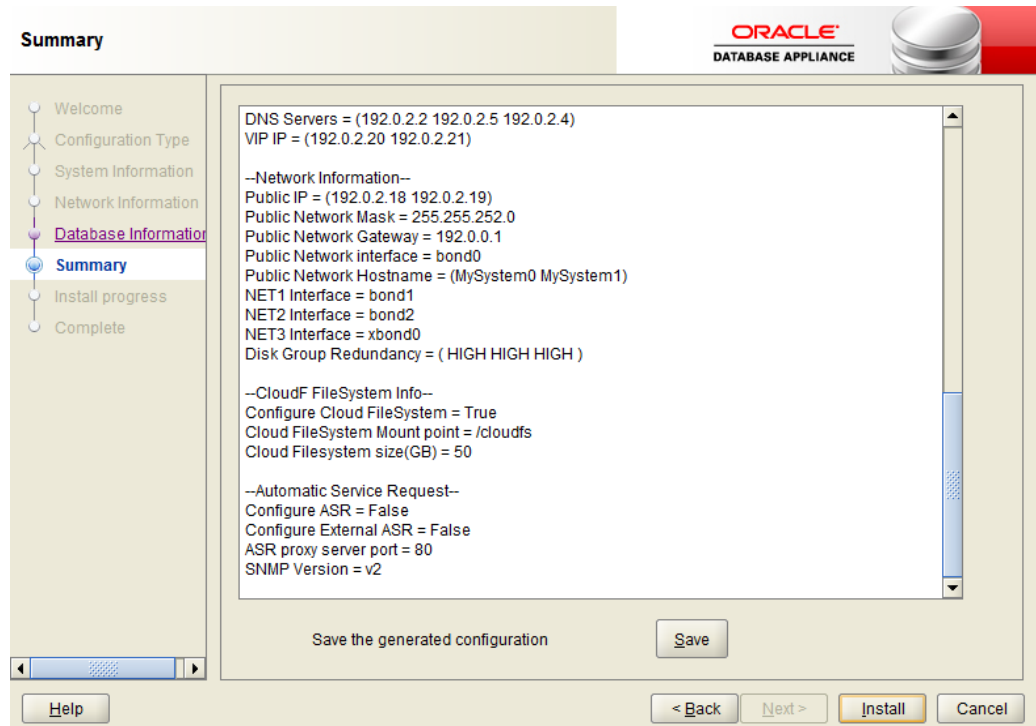 Summary
ORACLE
DATABASE APPLIANCE
Welcome
Configuration Type
System Information
Network Information
Database Information
Summary
Install progress
Complete
DNS Servers = (192.0.2.2 192.0.2.5 192.0.2.4)
VIP IP = (192.0.2.20 192.0.2.21)
--Network Information--
Public IP = (192.0.2.18 192.0.2.19)
Public Network Mask = 255.255.252.0
Public Network Gateway = 192.0.0.1
Public Network interface = bond0
Public Network Hostname = (MySystem0 MySystem1)
NET1 Interface = bond1
NET2 Interface = bond2
NET3 Interface = xbond0
Disk Group Redundancy = ( HIGH HIGH HIGH )
--CloudF FileSystem Info--
Configure Cloud FileSystem = True
Cloud FileSystem Mount point = /cloudfs
Cloud Filesystem size(GB) = 50
--Automatic Service Request--
Configure ASR = False
Configure External ASR = False
ASR proxy server port = 80
SNMP Version = v2
Save the generated configuration
Save
Help
< Back
Next >
Install
Cancel